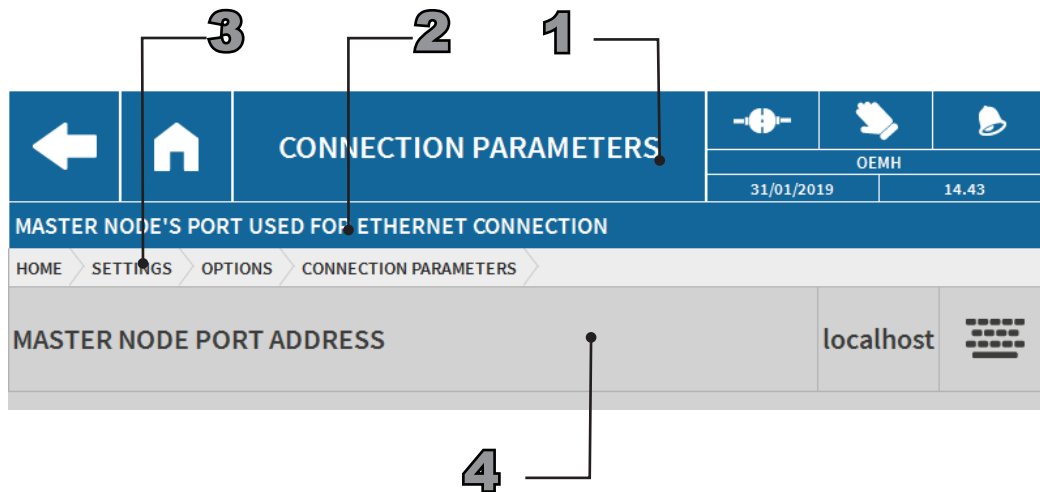 3 2 1
CONNECTION PARAMETERS
OEMH
31/01/2019 14.43
MASTER NODE'S PORT USED FOR ETHERNET CONNECTION
HOME SETTINGS OPTIONS CONNECTION PARAMETERS
MASTER NODE PORT ADDRESS localhost
4